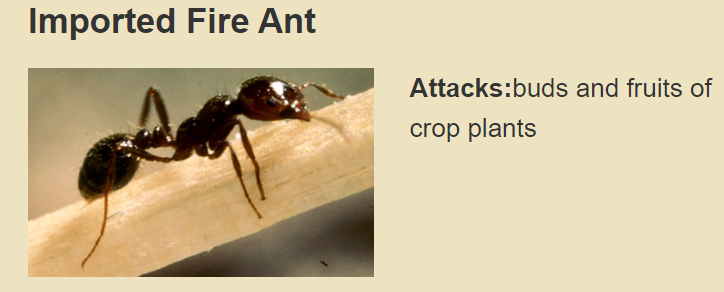 Imported Fire Ant
Attacks:buds and fruits of
crop plants